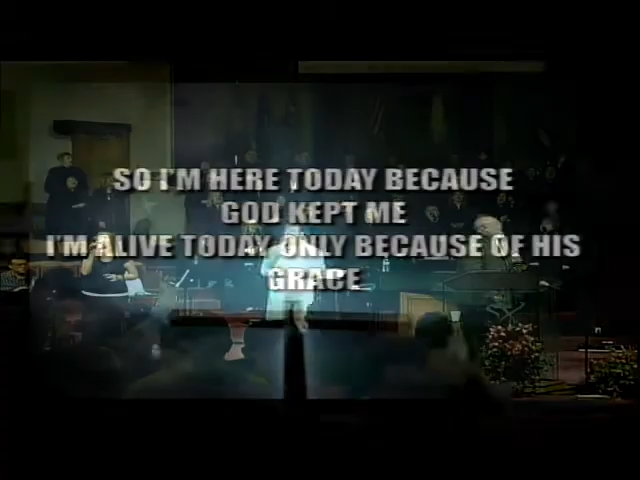 SO I'M HERE TODAY BECAUSE
GOD KEPT ME
I'M ALIVE TODAY ONLY BECAUSE OF HIS
GRACE